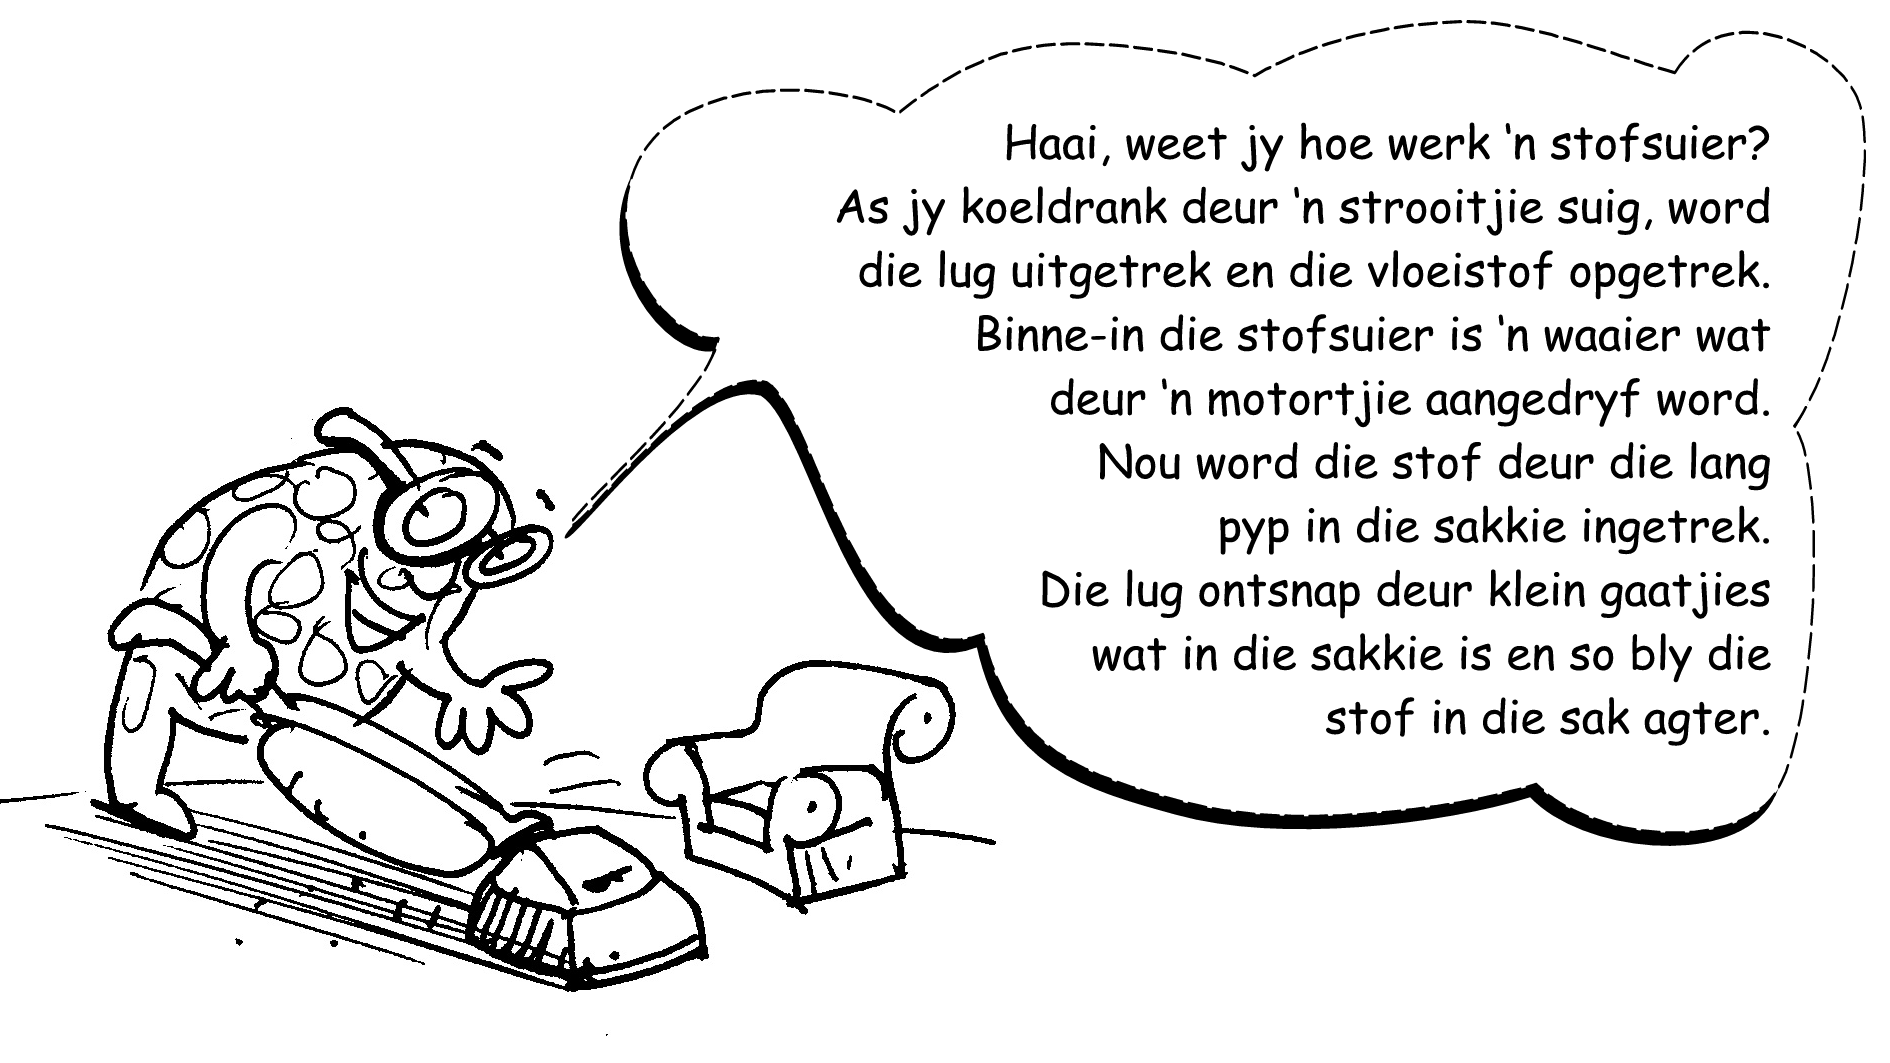 Haai, weet jy hoe werk ‘n stofsuier?
As jy koeldrank deur ‘n strooitjie suig, word
die lug uitgetrek en die vloeistof opgetrek.
Binne-in die stofsuier is ‘n waaier wat
deur ‘n motortjie aangedryf word.
Nou word die stof deur die lang
pyp in die sakkie ingetrek.
Die lug ontsnap deur klein gaatjies
wat in die sakkie is en so bly die
stof in die sak agter.